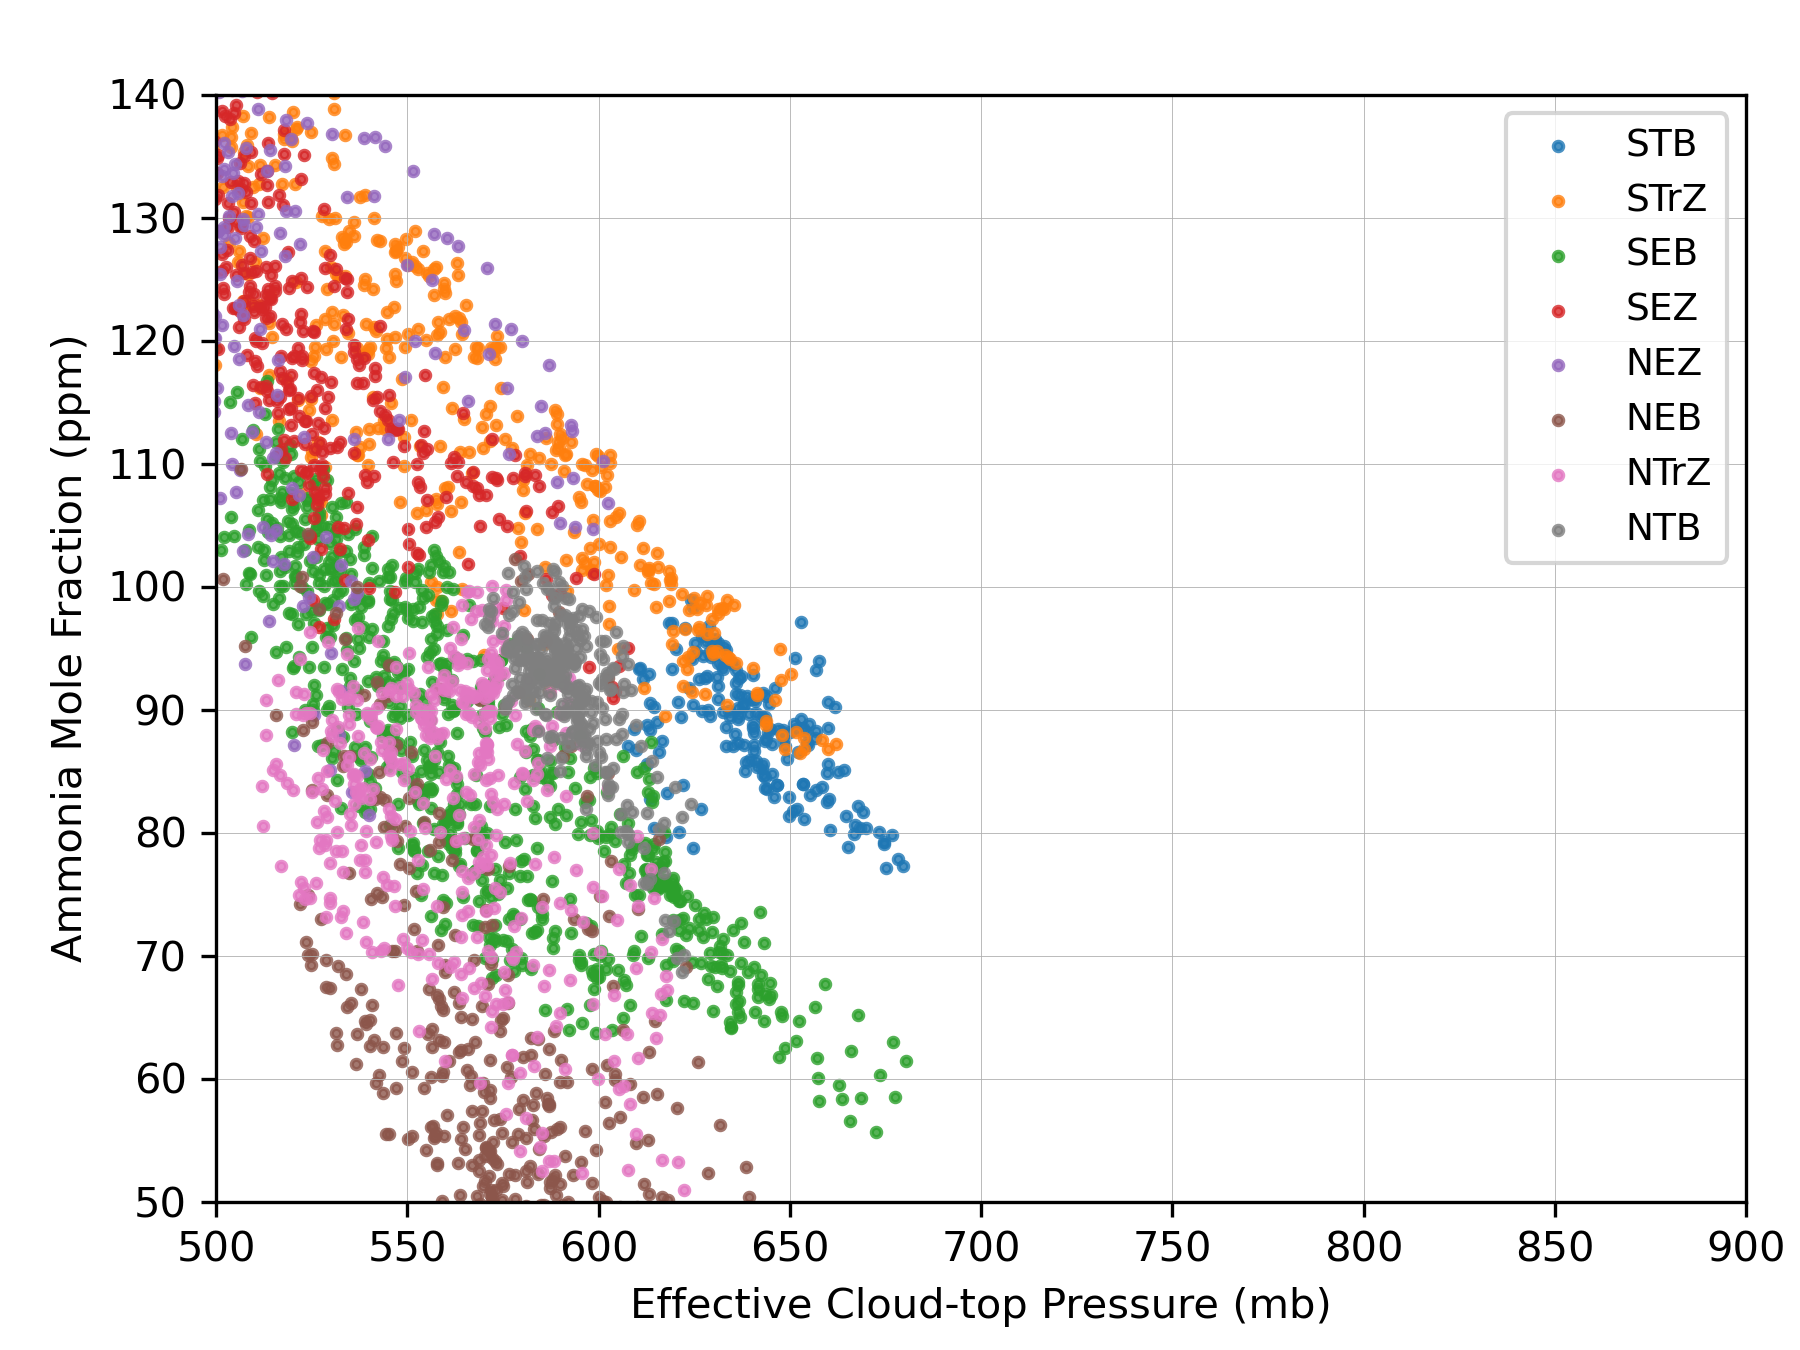 140
130
120
110
100
90
80
70
60
50
Ammonia Mole Fraction (ppm)
STB
STrZ
SEB
SEZ
NEZ
NEB
NTrZ
NTB
500 550 600 650 700 750 800 850 900
Effective Cloud-top Pressure (mb)